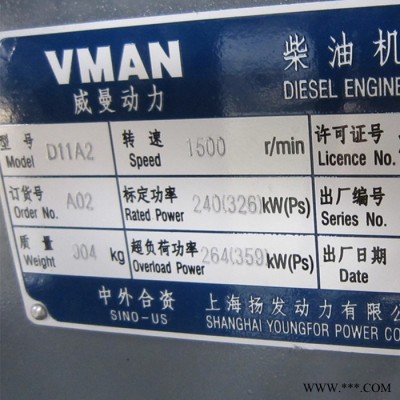 VMAN 柴油机
威曼动力 DIESEL ENGINE
型号 转速 许可证号
Model D11A2 Speed 1500 r/min Licence No.
订货号 标定功率 出厂编号
Order No. A02 Rated Power 240(326) kW(Ps) Series No.
质量 超负荷功率 出厂日期
Weight 904 kg Overload Power 264(359) kW(Ps) Date
中外合资 上海扬发动力有限公
SINO-US SHANGHAI YOUNGFOR POWER CO
WWW.***.COM